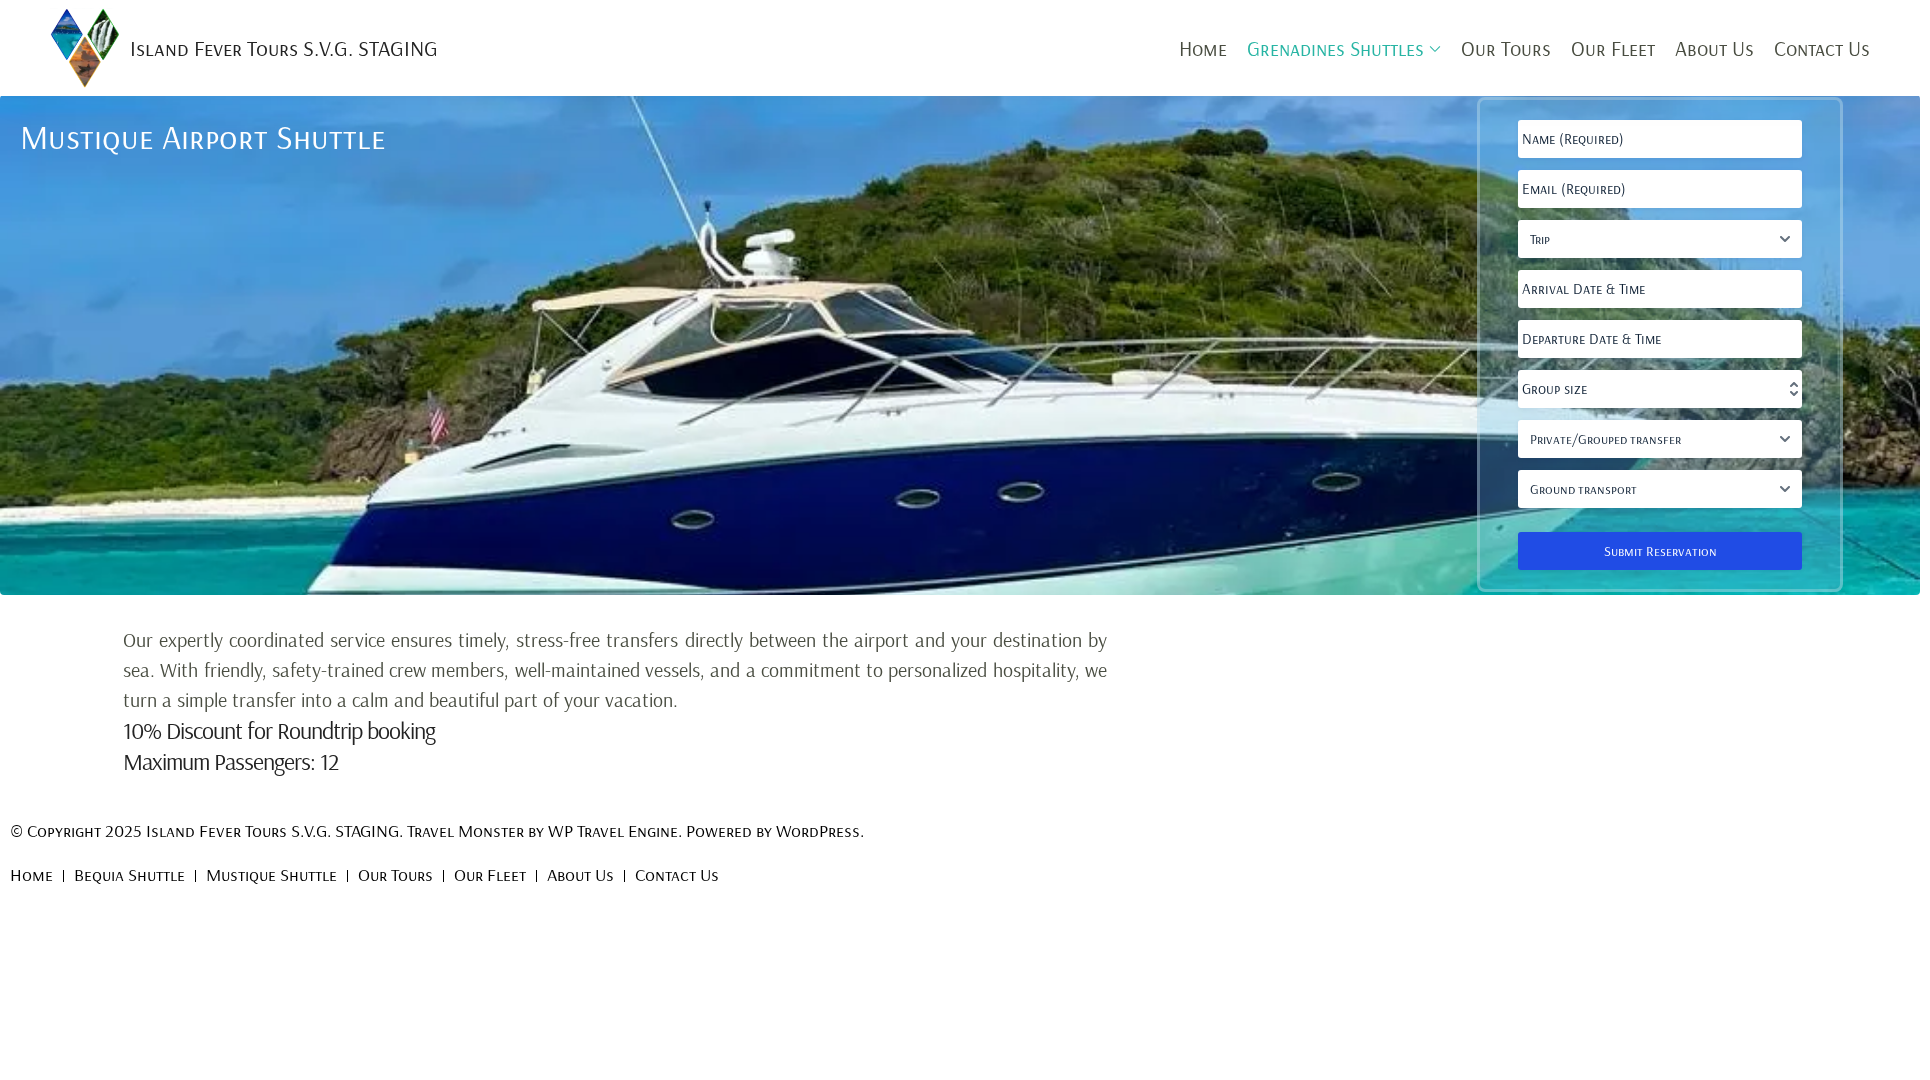 Island Fever Tours S.V.G. STAGING
Home
Grenadines Shuttles
Our Tours
Our Fleet
About Us
Contact Us
Mustique Airport Shuttle
Name (Required)
Email (Required)
Trip
Arrival Date & Time
Departure Date & Time
Group size
Private/Grouped transfer
Ground transport
Submit Reservation
Our expertly coordinated service ensures timely, stress-free transfers directly between the airport and your destination by
sea. With friendly, safety-trained crew members, well-maintained vessels, and a commitment to personalized hospitality, we
turn a simple transfer into a calm and beautiful part of your vacation.
10% Discount for Roundtrip booking
Maximum Passengers: 12
© Copyright 2025 Island Fever Tours S.V.G. STAGING. Travel Monster by WP Travel Engine. Powered by WordPress.
Home | Bequia Shuttle | Mustique Shuttle | Our Tours | Our Fleet | About Us | Contact Us